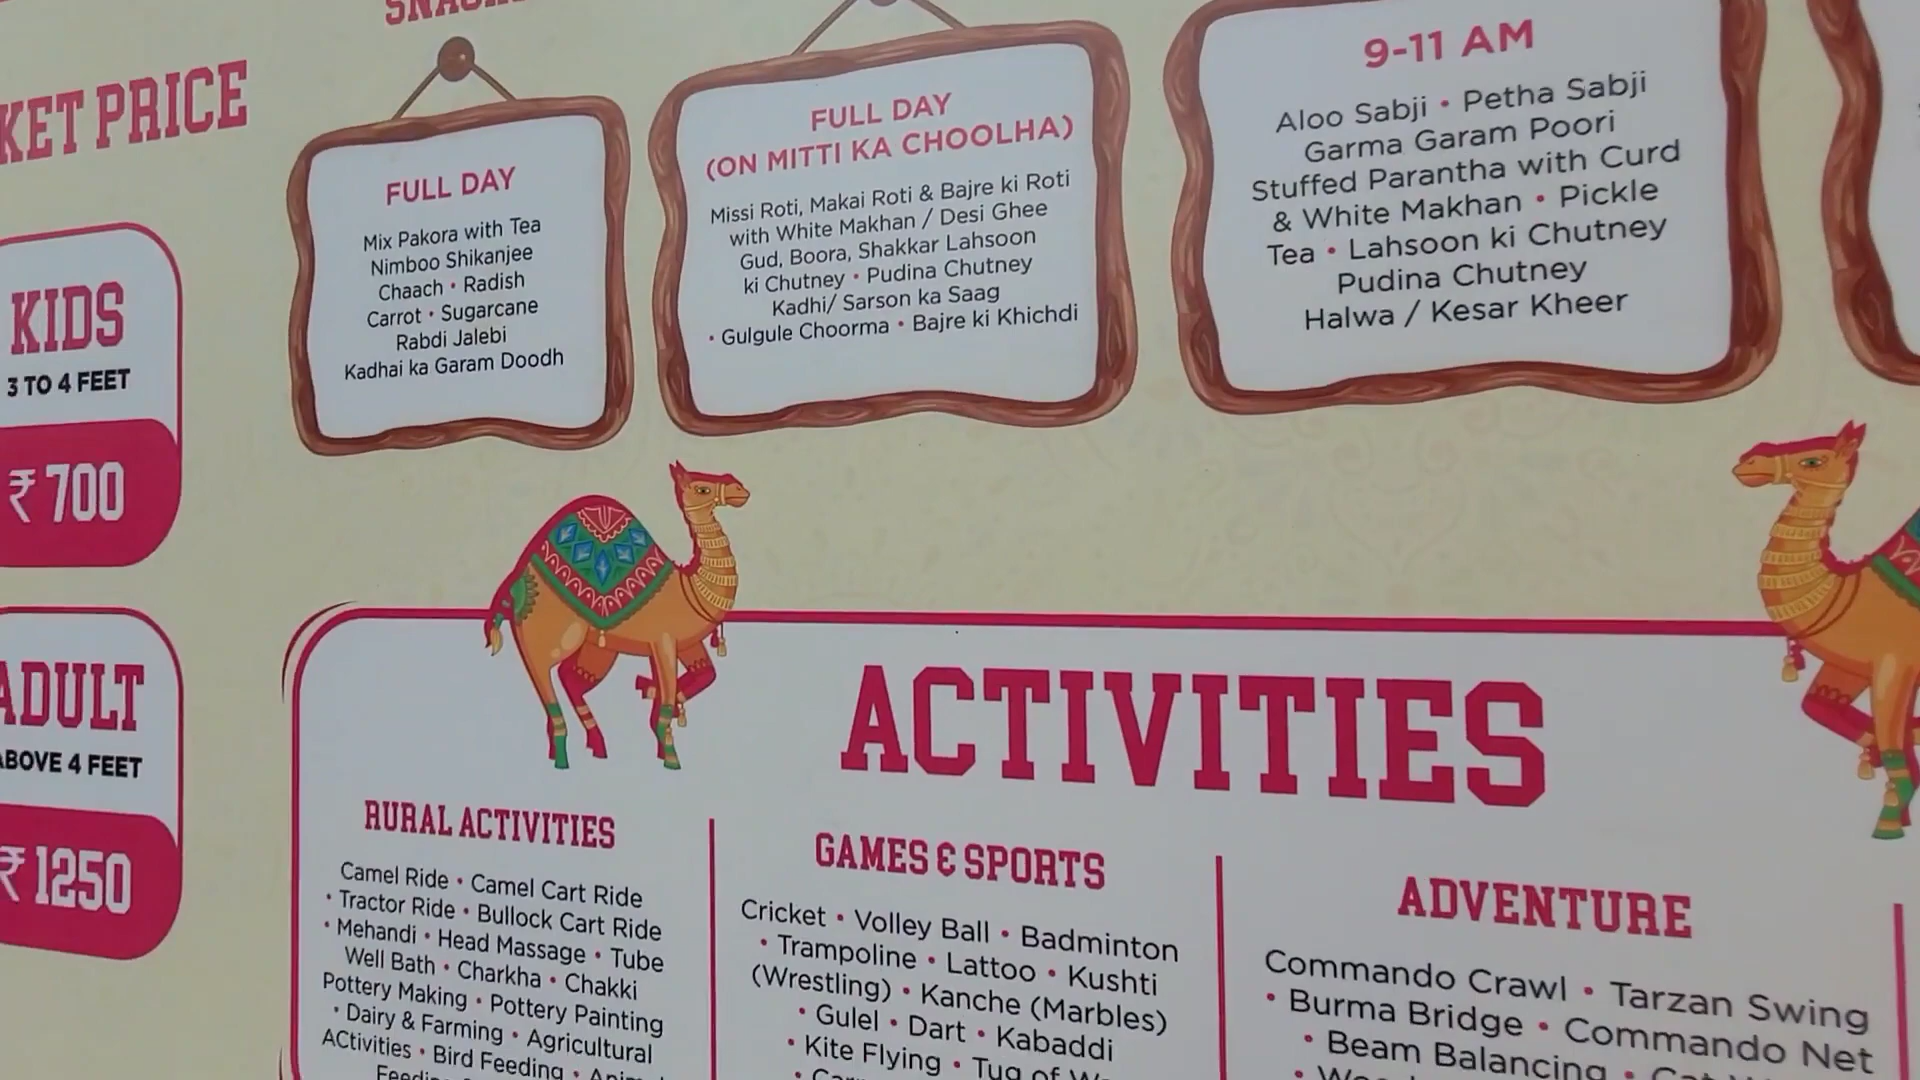 KET PRICE
KIDS
3 TO 4 FEET
₹700
ADULT
ABOVE 4 FEET
₹1250
FULL DAY
Mix Pakora with Tea
Nimboo Shikanjee
Chaach • Radish
Carrot • Sugarcane
Rabdi Jalebi
Kadhai ka Garam Doodh
FULL DAY
(ON MITTI KA CHOOLHA)
Missi Roti, Makai Roti & Bajre ki Roti
with White Makhan / Desi Ghee
Gud, Boora, Shakkar Lahsoon
ki Chutney • Pudina Chutney
Kadhi/ Sarson ka Saag
• Gulgule Choorma • Bajre ki Khichdi
9-11 AM
Aloo Sabji • Petha Sabji
Garma Garam Poori
Stuffed Parantha with Curd
& White Makhan • Pickle
Tea • Lahsoon ki Chutney
Pudina Chutney
Halwa / Kesar Kheer
ACTIVITIES
RURAL ACTIVITIES
Camel Ride • Camel Cart Ride
• Tractor Ride • Bullock Cart Ride
• Mehandi • Head Massage • Tube
Well Bath • Charkha • Chakki
Pottery Making • Pottery Painting
• Dairy & Farming • Agricultural
ACtivities • Bird Feeding •
GAMES & SPORTS
Cricket • Volley Ball • Badminton
• Trampoline • Lattoo • Kushti
(Wrestling) • Kanche (Marbles)
• Gulel • Dart • Kabaddi
• Kite Flying • Tug of
ADVENTURE
Commando Crawl • Tarzan Swing
• Burma Bridge • Commando Net
• Beam Balancing •